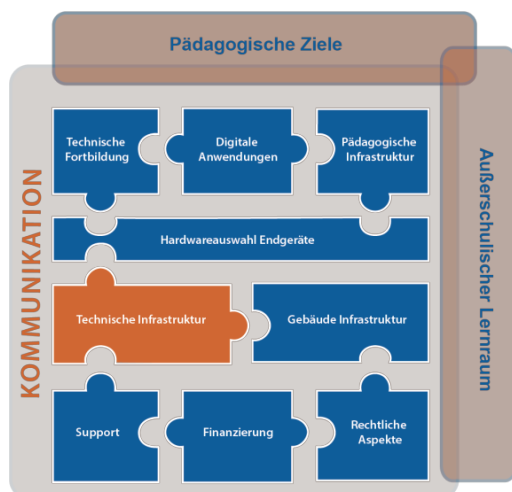 Pädagogische Ziele
Außerschulischer Lernraum
KOMMUNIKATION
Technische
Fortbildung
Digitale
Anwendungen
Pädagogische
Infrastruktur
Hardwareauswahl Endgeräte
Technische Infrastruktur
Gebäude Infrastruktur
Support
Finanzierung
Rechtliche
Aspekte